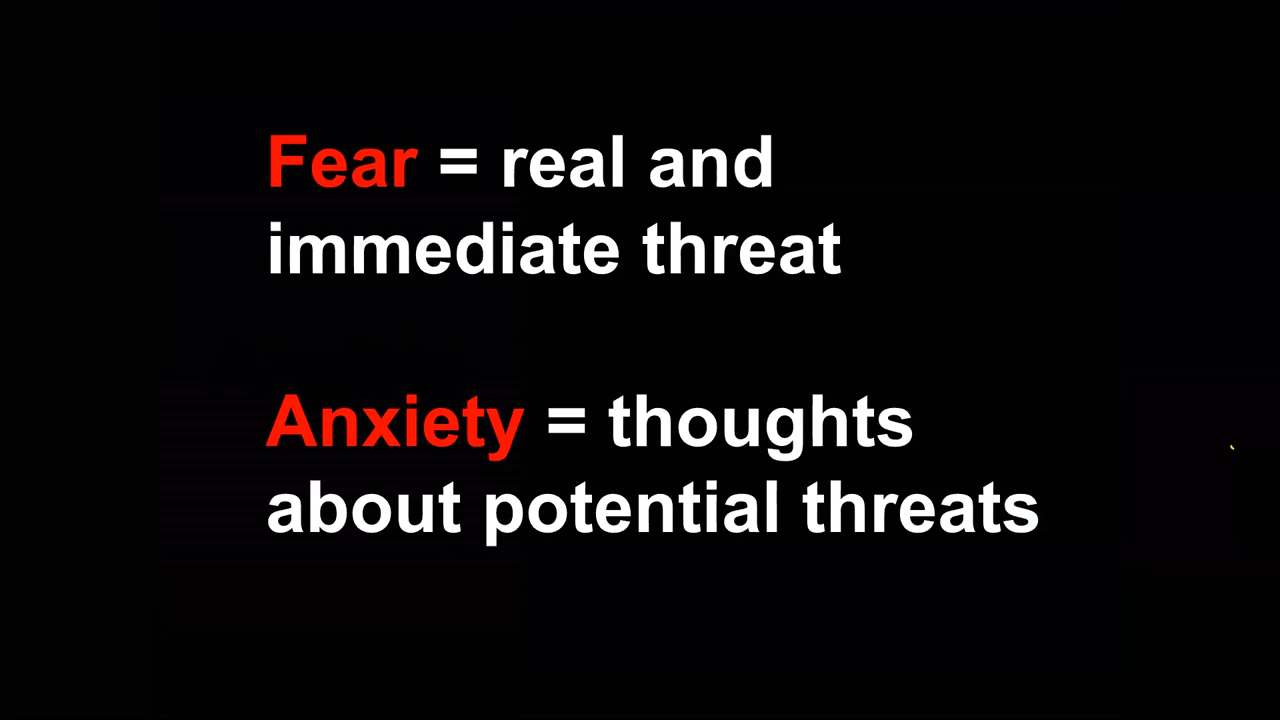 Fear = real and
immediate threat
Anxiety = thoughts
about potential threats